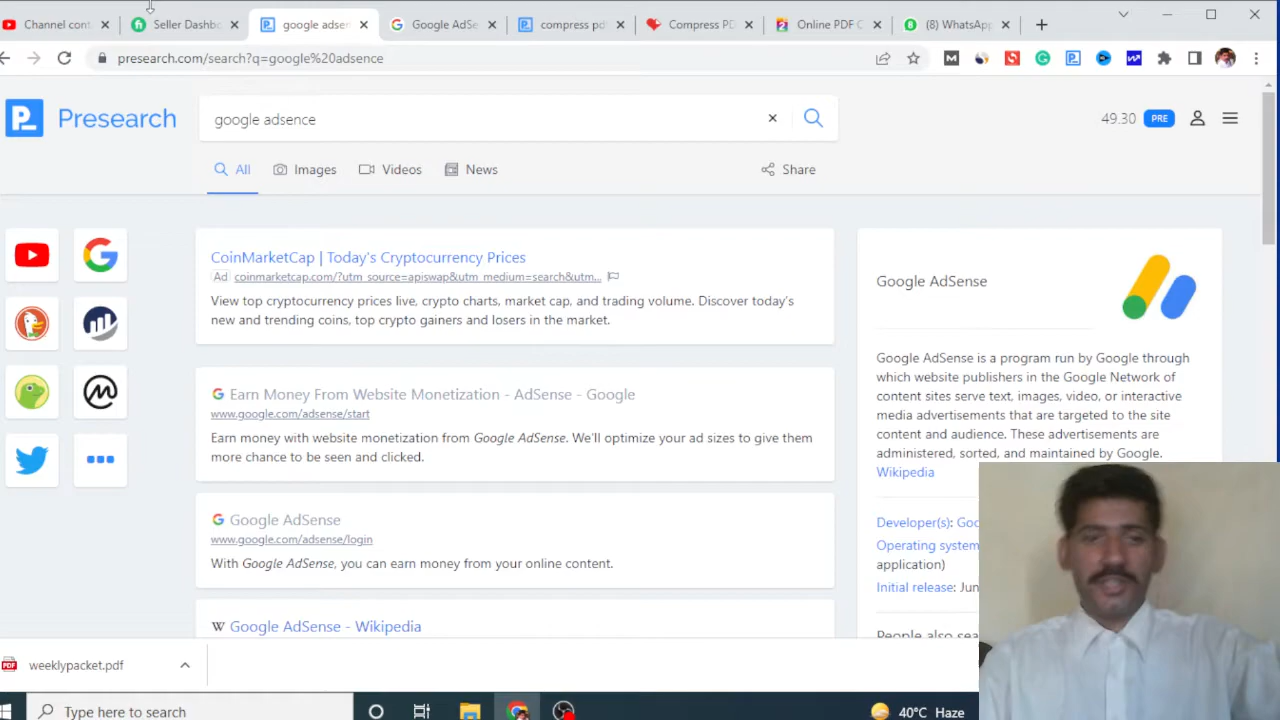 Channel cont
Seller Dashbo
google adsen
Google AdSe
compress pd
Compress PD
Online PDF C
(8) WhatsApp
presearch.com/search?q=google%20adsence
Presearch
google adsence
49.30 PRE
All
Images
Videos
News
Share
CoinMarketCap | Today's Cryptocurrency Prices
Ad coinmarketcap.com/?utm_source=apiswap&utm_medium=search&utm...
View top cryptocurrency prices live, crypto charts, market cap, and trading volume. Discover today's
new and trending coins, top crypto gainers and losers in the market.
Earn Money From Website Monetization - AdSense - Google
www.google.com/adsense/start
Earn money with website monetization from Google AdSense. We'll optimize your ad sizes to give them
more chance to be seen and clicked.
Google AdSense
www.google.com/adsense/login
With Google AdSense, you can earn money from your online content.
W Google AdSense - Wikipedia
Google AdSense
Google AdSense is a program run by Google through
which website publishers in the Google Network of
content sites serve text, images, video, or interactive
media advertisements that are targeted to the site
content and audience. These advertisements are
administered, sorted, and maintained by Google.
Wikipedia
Developer(s): Goo
Operating system
application)
Initial release: Jun
People also sea
PDF weeklypacket.pdf
Type here to search
40°C Haze